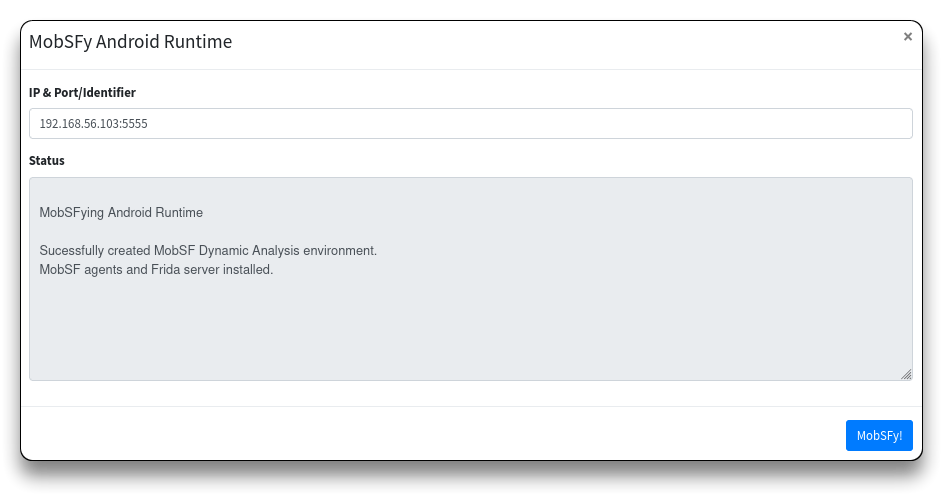 MobSFy Android Runtime
×
IP & Port/Identifier
192.168.56.103:5555
Status
MobSFying Android Runtime
Sucessfully created MobSF Dynamic Analysis environment.
MobSF agents and Frida server installed.
MobSFy!